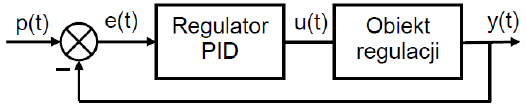 p(t)
e(t)
Regulator
PID
u(t)
Obiekt
regulacji
y(t)